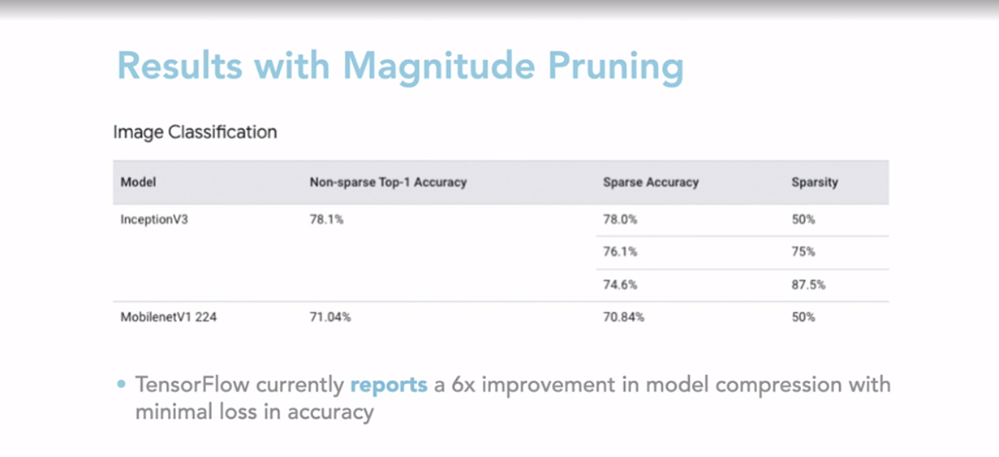 Results with Magnitude Pruning
Image Classification
Model Non-sparse Top-1 Accuracy Sparse Accuracy Sparsity
InceptionV3 78.1% 78.0% 50%
76.1% 75%
74.6% 87.5%
MobilenetV1 224 71.04% 70.84% 50%
• TensorFlow currently reports a 6x improvement in model compression with
minimal loss in accuracy